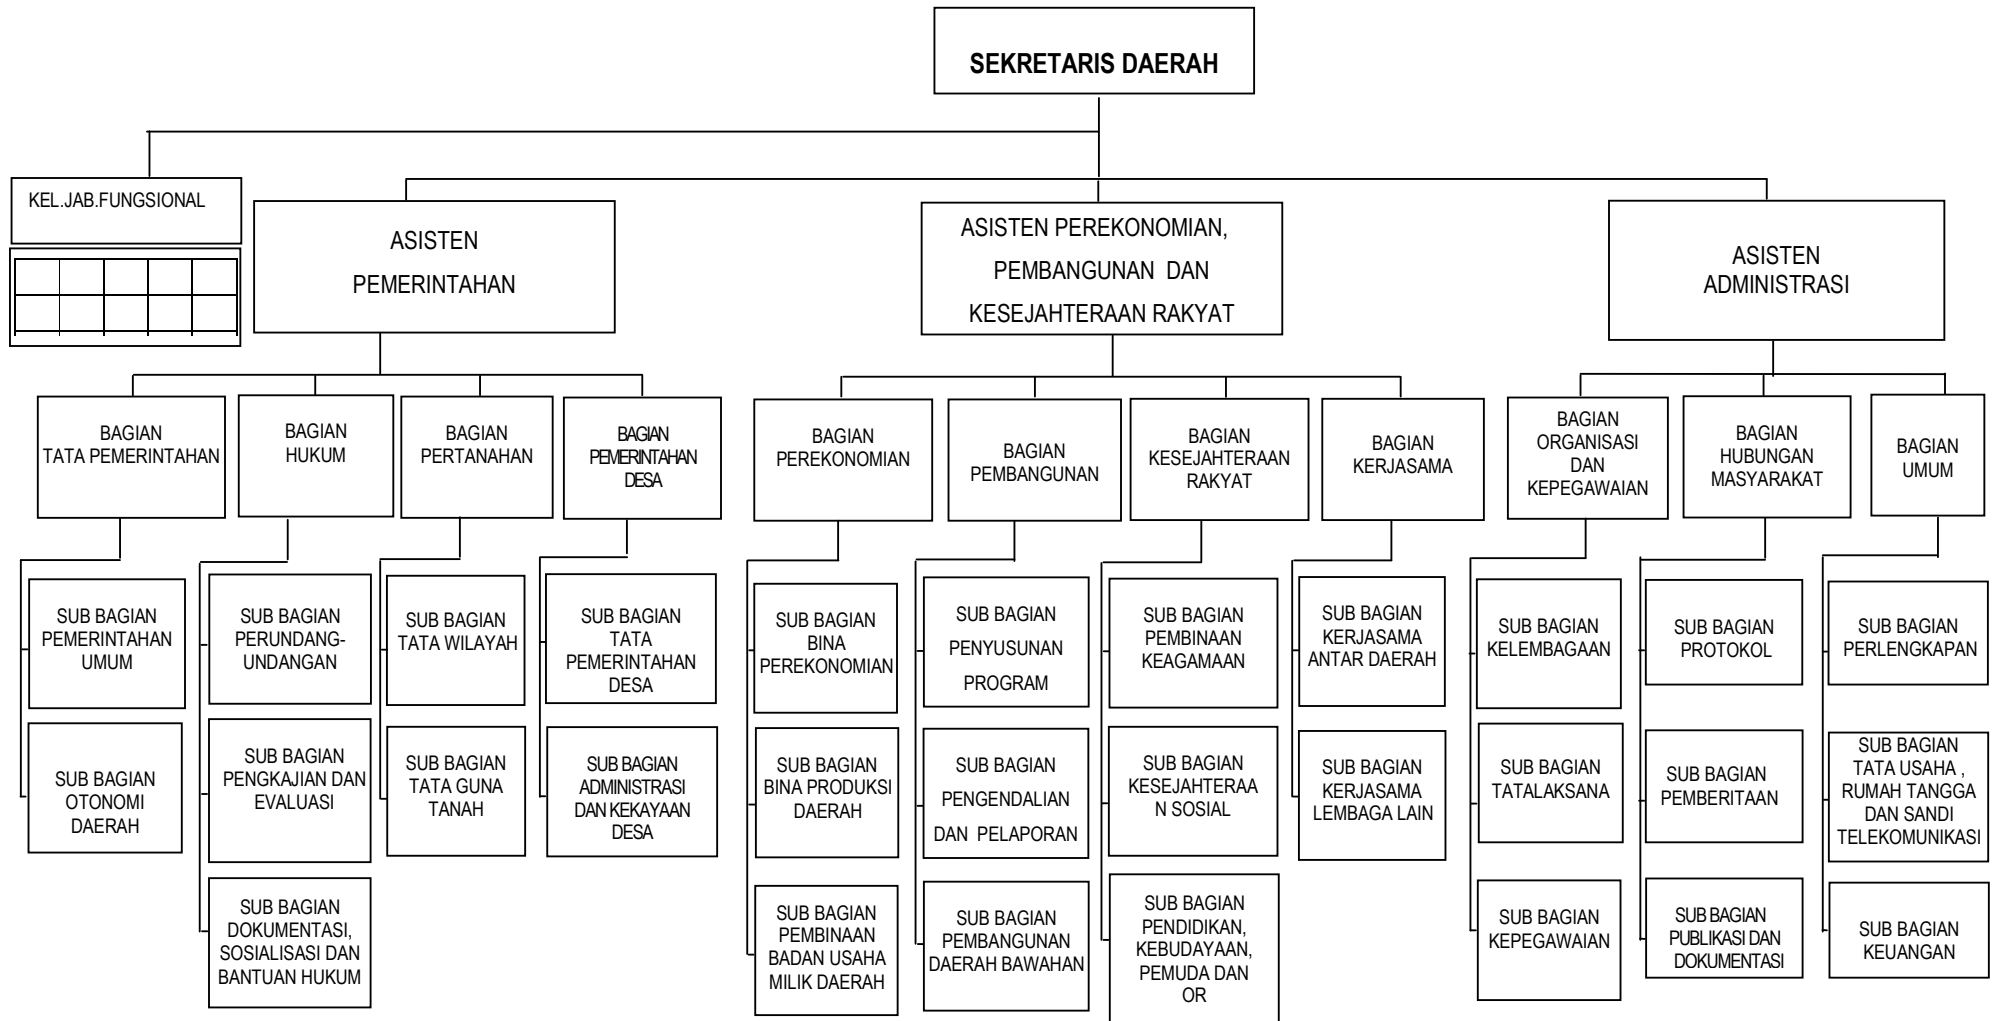 SEKRETARIS DAERAH
KEL.JAB.FUNGSIONAL
ASISTEN
PEMERINTAHAN
ASISTEN PEREKONOMIAN,
PEMBANGUNAN DAN
KESEJAHTERAAN RAKYAT
ASISTEN
ADMINISTRASI
BAGIAN
TATA PEMERINTAHAN
BAGIAN
HUKUM
BAGIAN
PERTANAHAN
BAGIAN
PEMERINTAHAN
DESA
BAGIAN
PEREKONOMIAN
BAGIAN
PEMBANGUNAN
BAGIAN
KESEJAHTERAAN
RAKYAT
BAGIAN
KERJASAMA
BAGIAN
ORGANISASI
DAN
KEPEGAWAIAN
BAGIAN
HUBUNGAN
MASYARAKAT
BAGIAN
UMUM
SUB BAGIAN
PEMERINTAHAN
UMUM
SUB BAGIAN
PERUNDANG-
UNDANGAN
SUB BAGIAN
TATA WILAYAH
SUB BAGIAN
TATA
PEMERINTAHAN
DESA
SUB BAGIAN
BINA
PEREKONOMIAN
SUB BAGIAN
PENYUSUNAN
PROGRAM
SUB BAGIAN
PEMBINAAN
KEAGAMAAN
SUB BAGIAN
KERJASAMA
ANTAR DAERAH
SUB BAGIAN
KELEMBAGAAN
SUB BAGIAN
PROTOKOL
SUB BAGIAN
PERLENGKAPAN
SUB BAGIAN
OTONOMI
DAERAH
SUB BAGIAN
PENGKAJIAN DAN
EVALUASI
SUB BAGIAN
TATA GUNA
TANAH
SUB BAGIAN
ADMINISTRASI
DAN KEKAYAAN
DESA
SUB BAGIAN
BINA PRODUKSI
DAERAH
SUB BAGIAN
PENGENDALIAN
DAN PELAPORAN
SUB BAGIAN
KESEJAHTERAA
N SOSIAL
SUB BAGIAN
KERJASAMA
LEMBAGA LAIN
SUB BAGIAN
TATALAKSANA
SUB BAGIAN
PEMBERITAAN
SUB BAGIAN
TATA USAHA ,
RUMAH TANGGA
DAN SANDI
TELEKOMUNIKASI
SUB BAGIAN
DOKUMENTASI,
SOSIALISASI DAN
BANTUAN HUKUM
SUB BAGIAN
PEMBINAAN
BADAN USAHA
MILIK DAERAH
SUB BAGIAN
PEMBANGUNAN
DAERAH BAWAHAN
SUB BAGIAN
PENDIDIKAN,
KEBUDAYAAN,
PEMUDA DAN
OR
SUB BAGIAN
KEPEGAWAIAN
SUB BAGIAN
PUBLIKASI DAN
DOKUMENTASI
SUB BAGIAN
KEUANGAN